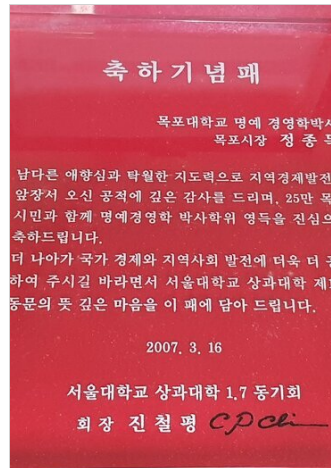 축하기념패
목포대학교 명예 경영학박사
목포시장 정종
남다른 애향심과 탁월한 지도력으로 지역경제발전
앞장서 오신 공적에 깊은 감사를 드리며, 25만 목
시민과 함께 명예경영학 박사학위 영득을 진심으
축하드립니다.
더 나아가 국가 경제와 지역사회 발전에 더욱 더
하여 주시길 바라면서 서울대학교 상과대학 제1
동문의 뜻 깊은 마음을 이 패에 담아 드립니다.
2007. 3. 16
서울대학교 상과대학 1.7 동기회
회장 진철평